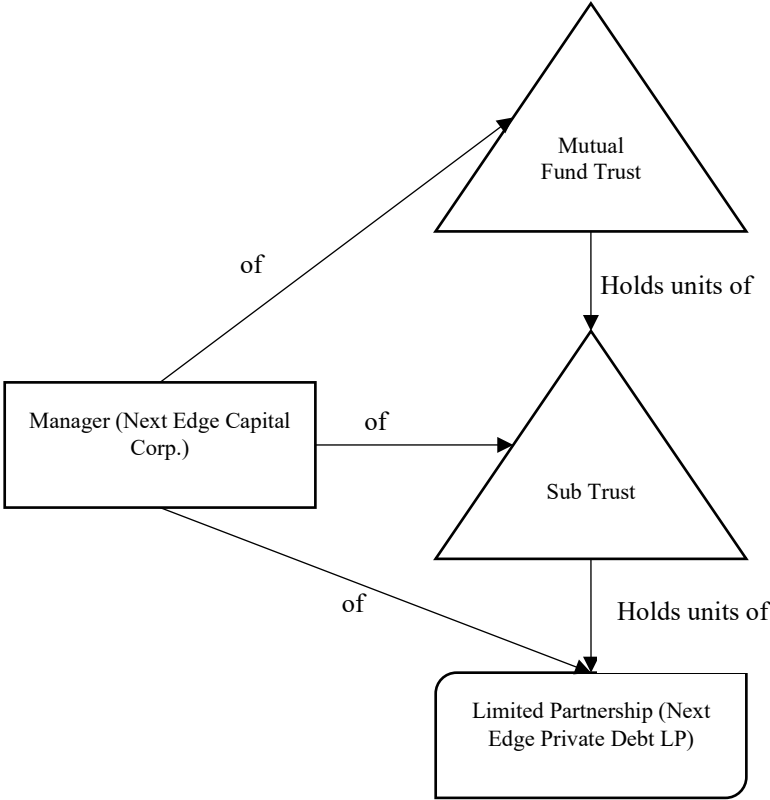 Mutual
Fund Trust
of
Holds units of
Manager (Next Edge Capital
Corp.)
of
Sub Trust
of
Holds units of
Limited Partnership (Next
Edge Private Debt LP)